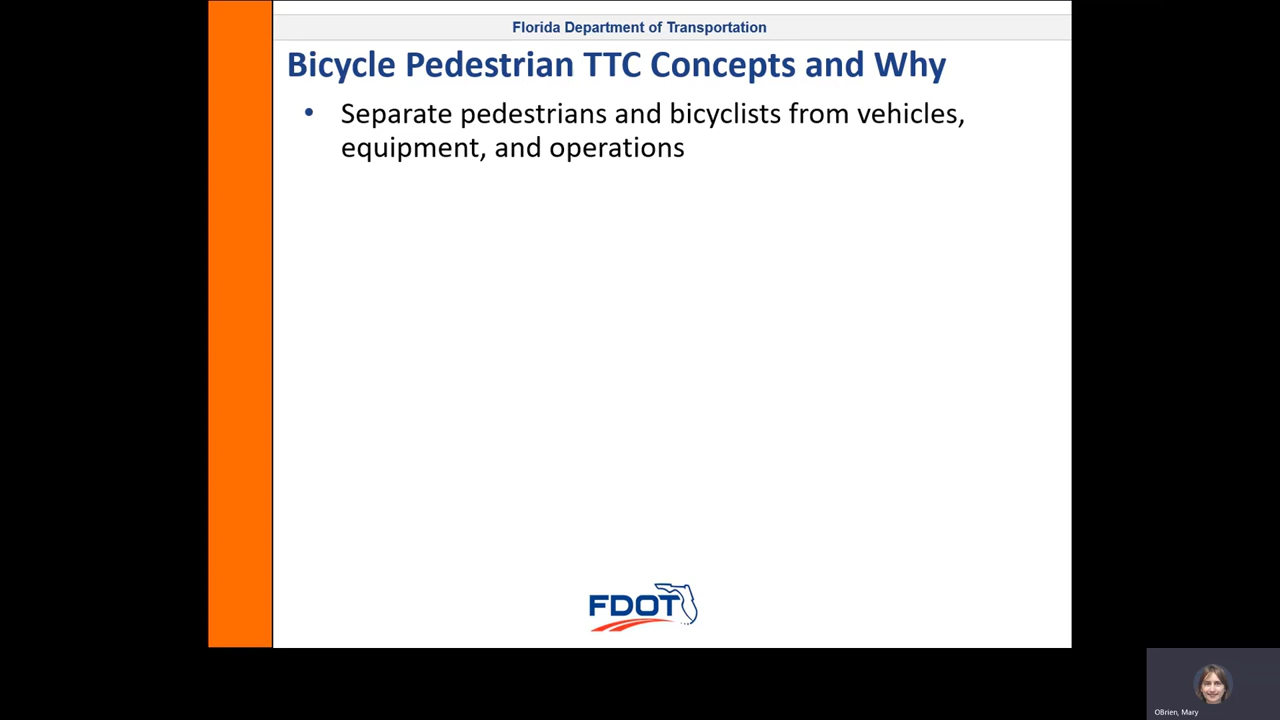 Florida Department of Transportation
Bicycle Pedestrian TTC Concepts and Why
• Separate pedestrians and bicyclists from vehicles,
equipment, and operations
FDOT
OBrien, Mary